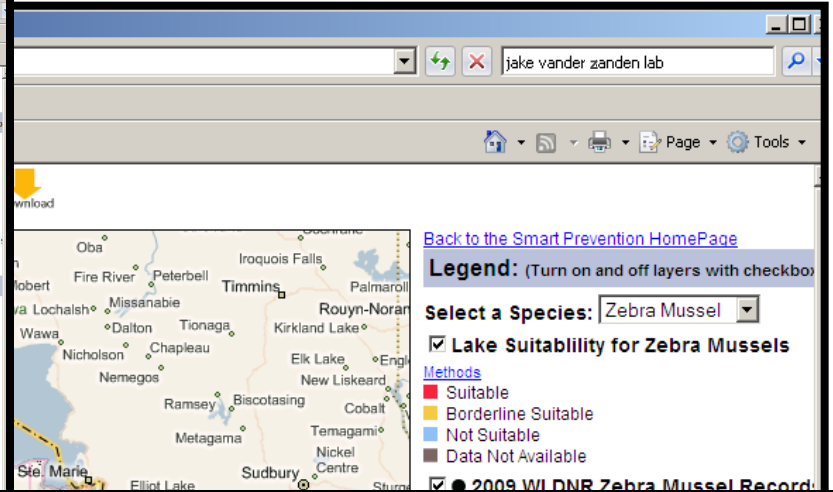 jake vander zanden lab
Page
Tools
Back to the Smart Prevention HomePage
Legend: (Turn on and off layers with checkbox
Select a Species: Zebra Mussel
Lake Suitablility for Zebra Mussels
Methods
Suitable
Borderline Suitable
Not Suitable
Data Not Available
2009 WI DNR Zebra Mussel Records
wnload
Oba
Iroquois Falls
Fire River
Peterbell
Timmins
Palmaroll
Lochalsh
Missanabie
Rouyn-Noran
Wawa
Dalton
Tionaga
Kirkland Lake
Nicholson
Chapleau
Elk Lake
Engl
Nemegos
New Liskeard
Ramsey
Biscotasing
Cobalt
Metagama
Temagami
Nickel
Centre
Ste. Marie
Sudbury
Elliot Lake
Sturge